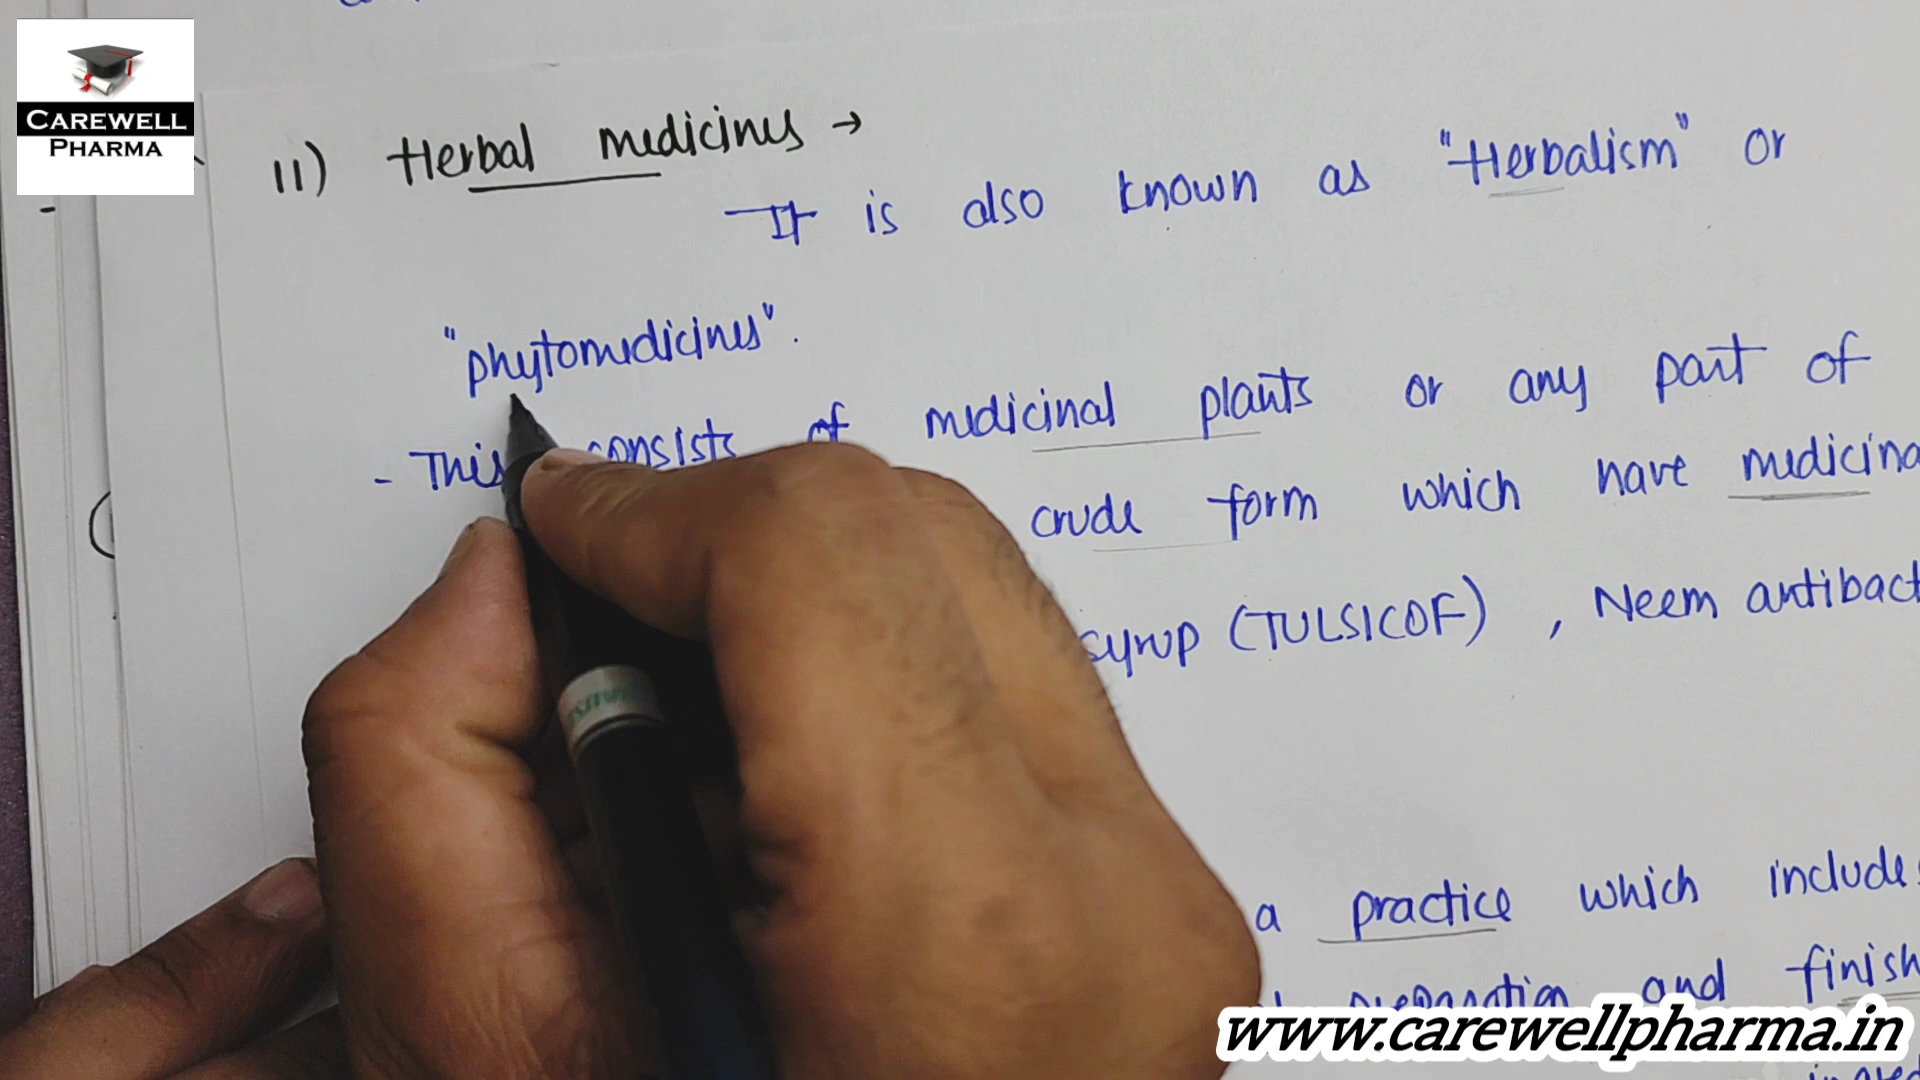 CAREWELL
PHARMA
11) Herbal medicines →
It is also known as "Herbalism" or
"phytomedicines".
- This consists of medicinal plants or any part of
crude form which have medicina
syrup (TULSICOF) , Neem antibact
a practice which includes
preparation and finish
www.carewellpharma.in